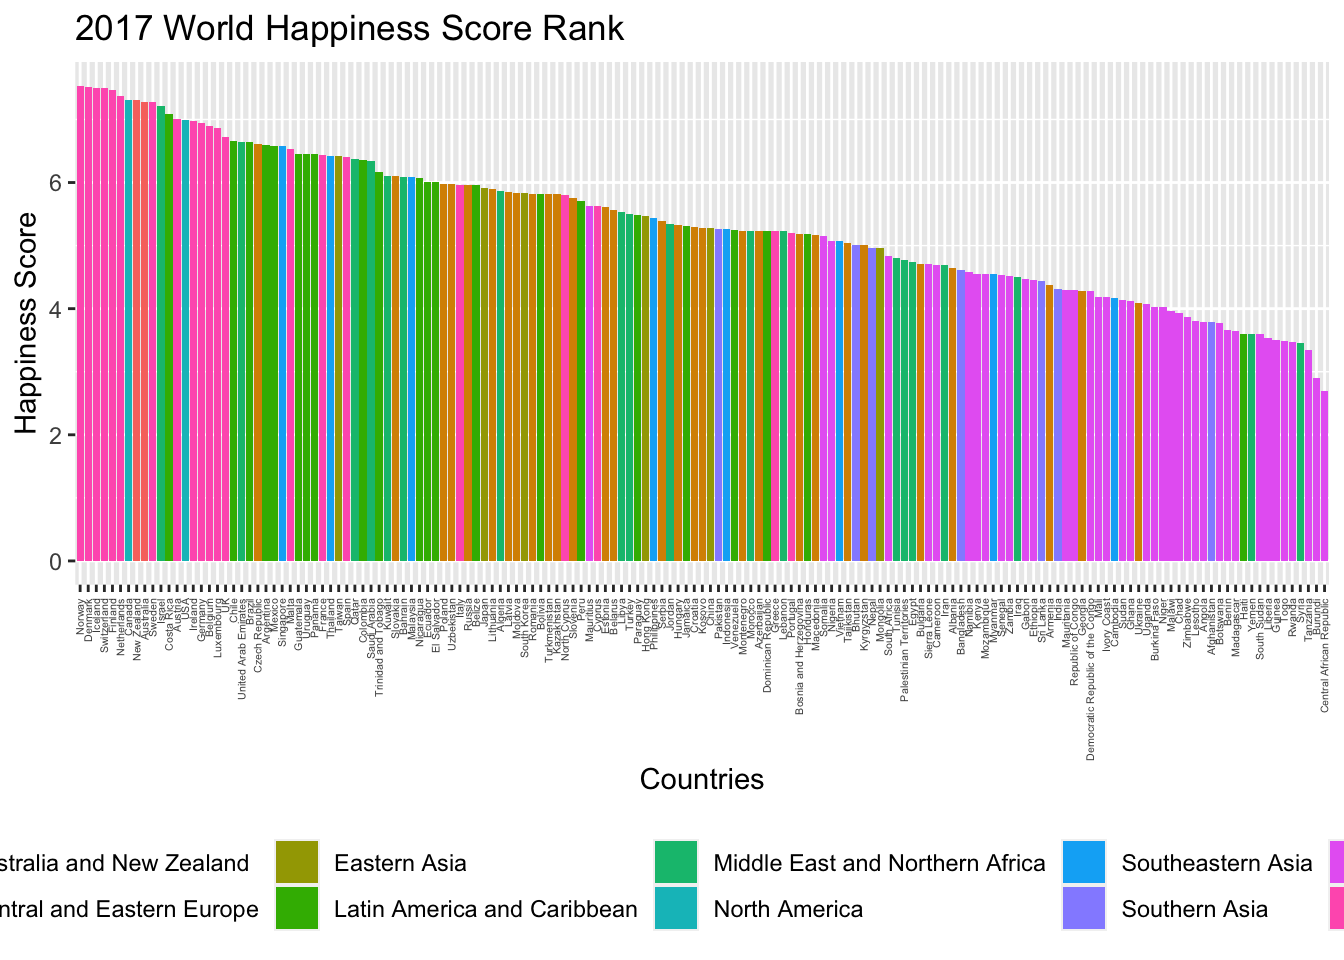 2017 World Happiness Score Rank
Happiness Score
6
4
2
0
Norway
Denmark
Iceland
Switzerland
Finland
Netherlands
Canada
New Zealand
Australia
Sweden
Israel
Costa Rica
Austria
USA
Ireland
Germany
Belgium
Luxembourg
UK
Chile
United Arab Emirates
Brazil
Czech Republic
Argentina
Mexico
Singapore
Malta
Guatemala
Uruguay
Panama
France
Thailand
Taiwan
Spain
Qatar
Colombia
Saudi Arabia
Trinidad and Tobago
Kuwait
Slovakia
Bahrain
Malaysia
Nicaragua
Ecuador
El Salvador
Poland
Uzbekistan
Italy
Russia
Belize
Japan
Lithuania
Algeria
Latvia
Moldova
South Korea
Romania
Bolivia
Turkmenistan
Kazakhstan
North Cyprus
Slovenia
Peru
Mauritius
Cyprus
Estonia
Belarus
Libya
Turkey
Paraguay
Hong Kong
Philippines
Serbia
Jordan
Hungary
Jamaica
Croatia
Kosovo
China
Pakistan
Indonesia
Venezuela
Montenegro
Morocco
Azerbaijan
Dominican Republic
Greece
Lebanon
Portugal
Bosnia and Herzegovina
Honduras
Macedonia
Somalia
Nigeria
Vietnam
Tajikistan
Bhutan
Kyrgyzstan
Nepal
Mongolia
South Africa
Tunisia
Palestinian Territories
Egypt
Bulgaria
Sierra Leone
Cameroon
Iran
Albania
Bangladesh
Namibia
Kenya
Mozambique
Myanmar
Senegal
Zambia
Iraq
Gabon
Ethiopia
Sri Lanka
Armenia
India
Mauritania
Republic of Congo
Georgia
Democratic Republic of the Congo
Mali
Ivory Coast
Cambodia
Sudan
Ghana
Ukraine
Uganda
Burkina Faso
Niger
Malawi
Chad
Zimbabwe
Lesotho
Angola
Afghanistan
Botswana
Benin
Madagascar
Haiti
Yemen
South Sudan
Liberia
Guinea
Togo
Rwanda
Syria
Tanzania
Burundi
Central African Republic
Countries
stralia and New Zealand
Eastern Asia
Middle East and Northern Africa
Southeastern Asia
ntral and Eastern Europe
Latin America and Caribbean
North America
Southern Asia